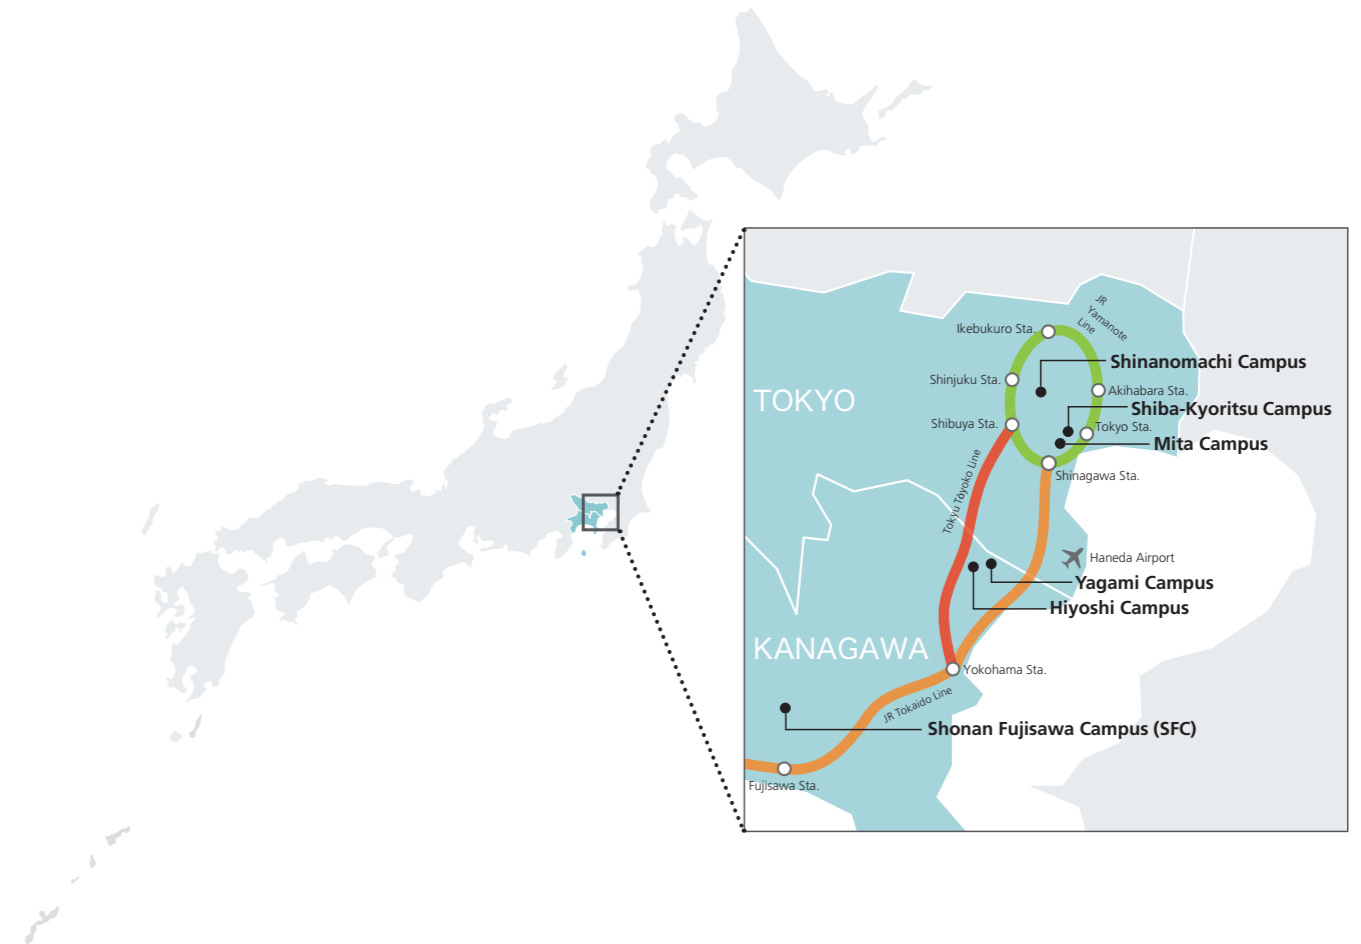 JR
Yamanote
Line
Ikebukuro Sta.
Shinanomachi Campus
Shinjuku Sta.
Akihabara Sta.
TOKYO
Shiba-Kyoritsu Campus
Shibuya Sta.
Tokyo Sta.
Mita Campus
Shinagawa Sta.
Tokyu Toyoko Line
Haneda Airport
Yagami Campus
Hiyoshi Campus
KANAGAWA
Yokohama Sta.
JR Tokaido Line
Shonan Fujisawa Campus (SFC)
Fujisawa Sta.